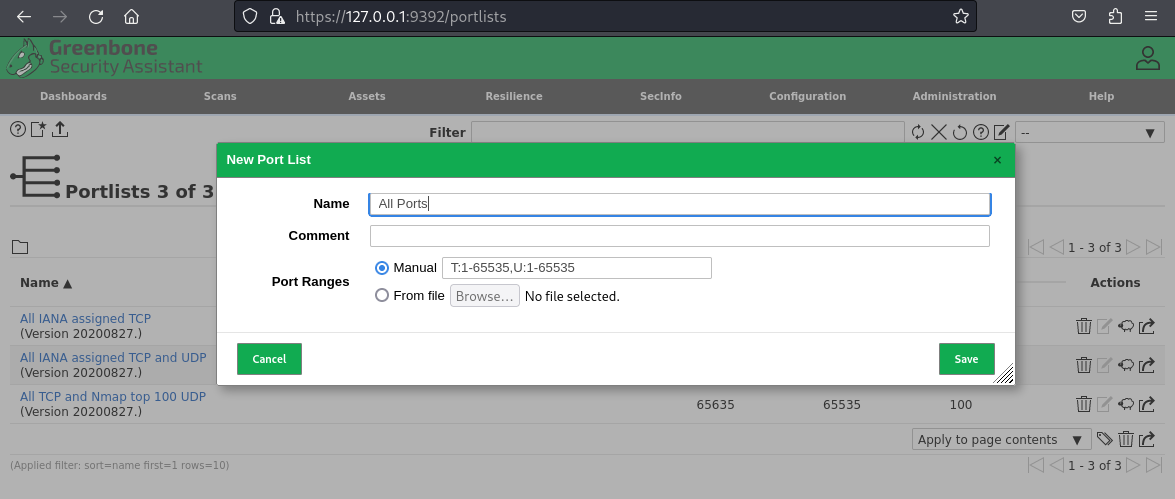 https://127.0.0.1:9392/portlists
Greenbone
Security Assistant
Dashboards Scans Assets Resilience SecInfo Configuration Administration Help
Filter --
Portlists 3 of 3
New Port List ×
Name All Ports
Comment
Port Ranges Manual T:1-65535,U:1-65535
From file Browse... No file selected.
Cancel Save
1 - 3 of 3
Name ▲ Actions
All IANA assigned TCP
(Version 20200827.)
All IANA assigned TCP and UDP
(Version 20200827.)
All TCP and Nmap top 100 UDP 65635 65535 100
(Version 20200827.)
Apply to page contents ▼
(Applied filter: sort=name first=1 rows=10) 1 - 3 of 3